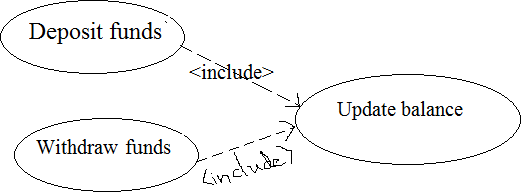 Deposit funds
<include>
Update balance
Withdraw funds
<include>